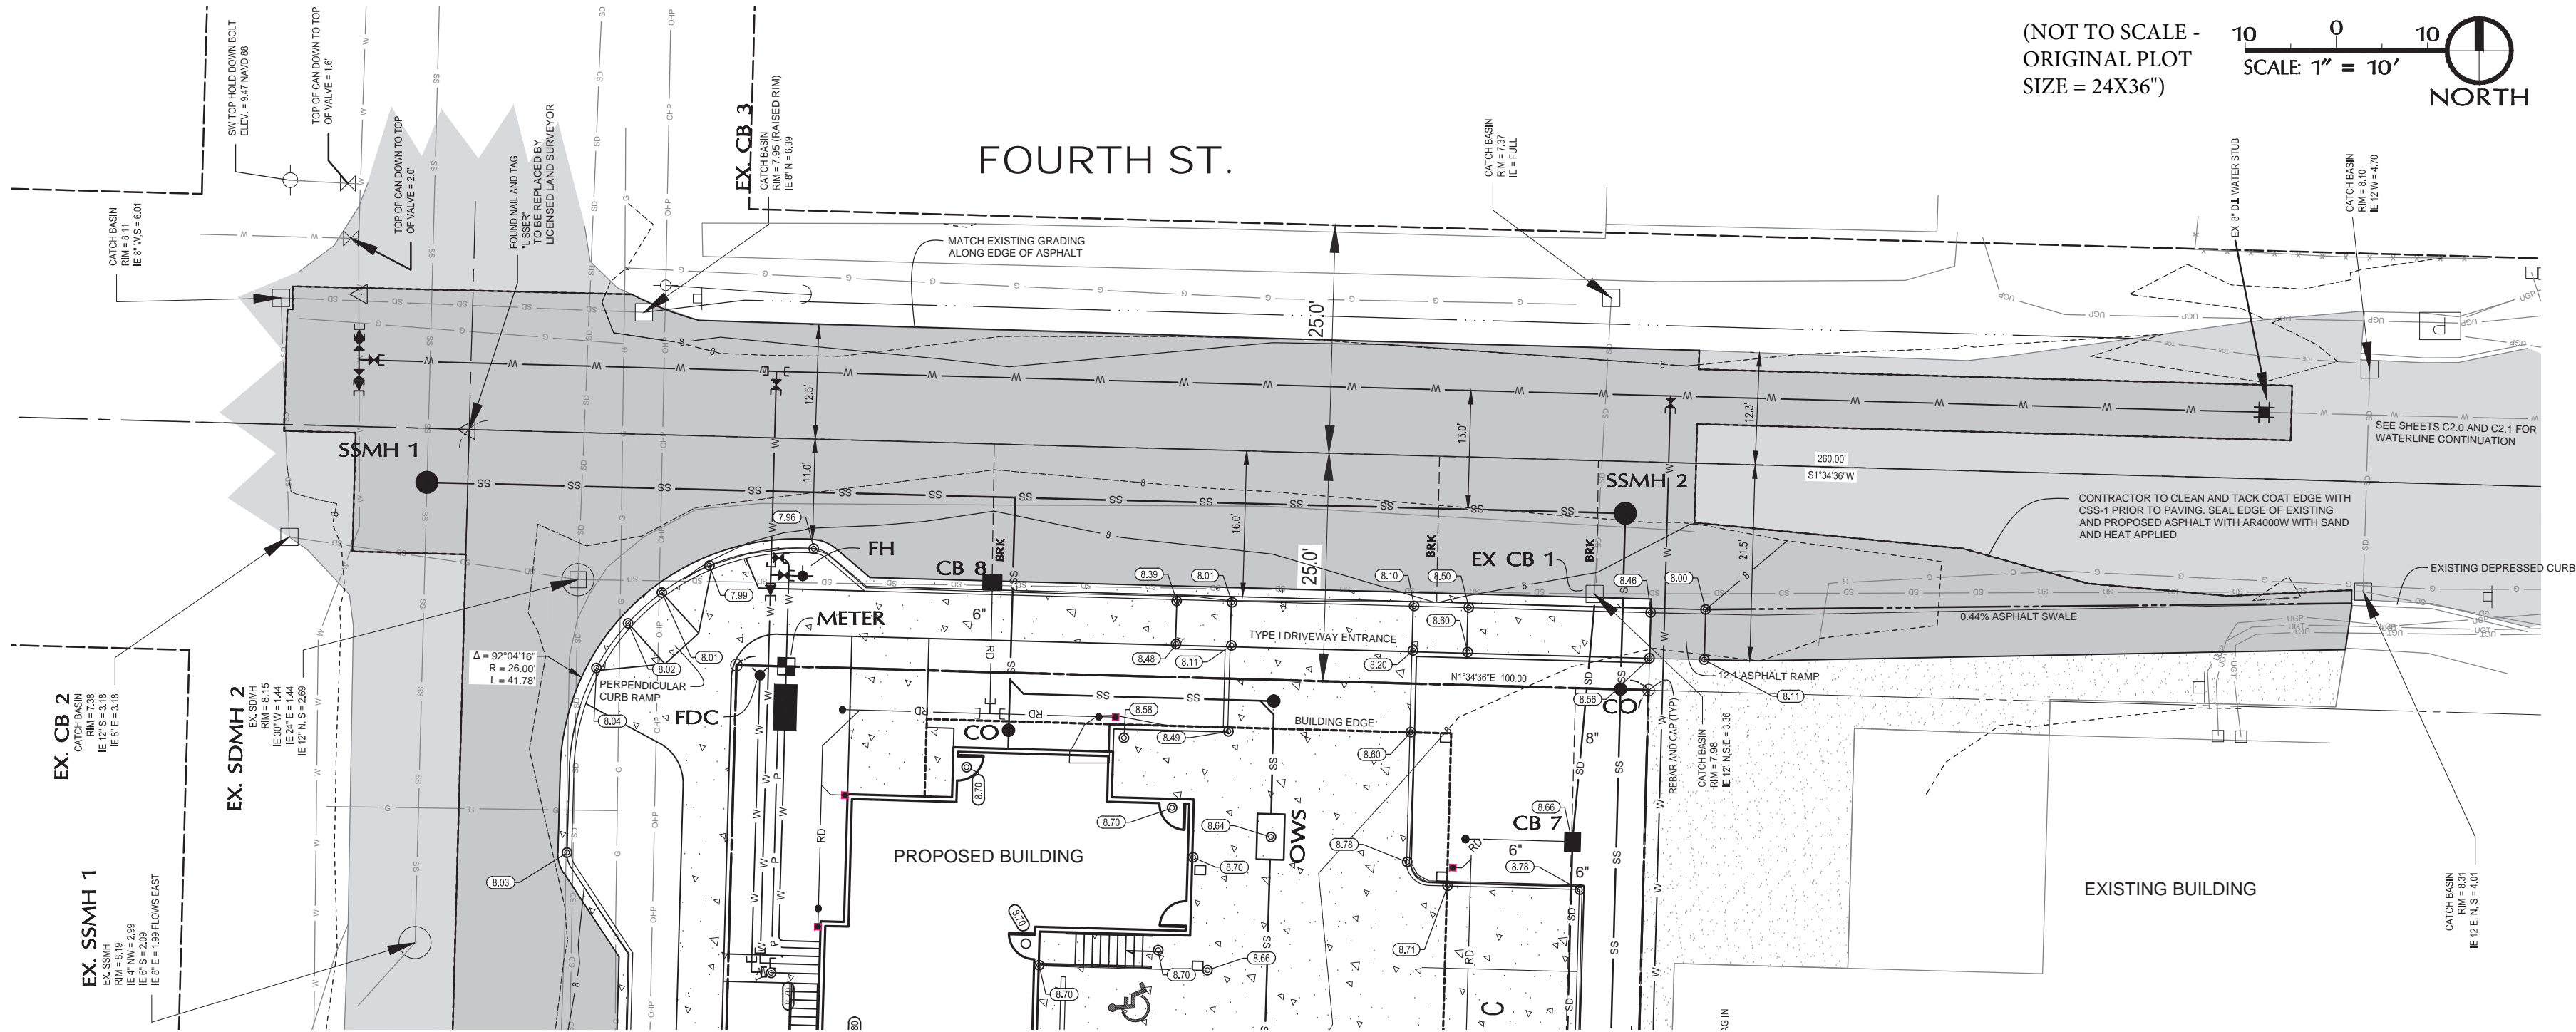 (NOT TO SCALE -
ORIGINAL PLOT
SIZE = 24X36")
10 0 10
SCALE: 1" = 10'
NORTH
FOURTH ST.
SW TOP HOLD DOWN BOLT
ELEV. = 9.47 NAVD 88
TOP OF CAN DOWN TO TOP
OF VALVE = 1.6'
TOP OF CAN DOWN TO TOP
OF VALVE = 2.0'
FOUND NAIL AND TAG
"LISSER"
TO BE REPLACED BY
LICENSED LAND SURVEYOR
EX. CB 3
CATCH BASIN
RIM = 7.95 (RAISED RIM)
IE 8" N = 6.39
CATCH BASIN
RIM = 7.37
IE = FULL
EX. 8" D.I. WATER STUB
CATCH BASIN
RIM = 8.10
IE 12 W = 4.70
CATCH BASIN
RIM = 8.11
IE 8" W,S = 6.01
MATCH EXISTING GRADING
ALONG EDGE OF ASPHALT
25.0'
12.5'
11.0'
13.0'
12.3'
16.0'
21.5'
25.0'
260.00'
S1°34'36"W
SEE SHEETS C2.0 AND C2.1 FOR
WATERLINE CONTINUATION
SSMH 1
SSMH 2
CONTRACTOR TO CLEAN AND TACK COAT EDGE WITH
CSS-1 PRIOR TO PAVING. SEAL EDGE OF EXISTING
AND PROPOSED ASPHALT WITH AR4000W WITH SAND
AND HEAT APPLIED
7.96
FH
CB 8
BRK
BRK
BRK
EX CB 1
8.39
8.01
8.10
8.50
8.46
8.00
EXISTING DEPRESSED CURB
7.99
METER
6"
8.60
0.44% ASPHALT SWALE
TYPE I DRIVEWAY ENTRANCE
Δ = 92°04'16"
R = 26.00'
L = 41.78'
8.02
8.01
8.48
8.11
8.20
PERPENDICULAR
CURB RAMP
N1°34'36"E 100.00
12:1 ASPHALT RAMP
8.11
8.04
FDC
CO
8.58
8.49
BUILDING EDGE
8.56
CO
8.60
8"
REBAR AND CAP (TYP)
CATCH BASIN
RIM = 7.98
IE 12" N,S,E = 3.36
EX. CB 2
CATCH BASIN
RIM = 7.38
IE 12" S = 3.18
IE 8" E = 3.18
EX. SDMH 2
EX. SDMH
RIM = 8.15
IE 30" W = 1.44
IE 24" E = 1.44
IE 12" N, S = 2.69
8.70
8.70
8.64
OWS
8.66
CB 7
6"
8.78
8.78
6"
PROPOSED BUILDING
8.70
8.03
EX. SSMH 1
EX. SSMH
RIM = 8.19
IE 4" NW = 2.99
IE 6" S = 2.09
IE 8" E = 1.99 FLOWS EAST
8.70
8.70
8.66
8.71
8.70
C
EXISTING BUILDING
CATCH BASIN
RIM = 8.31
IE 12 E, N, S = 4.01